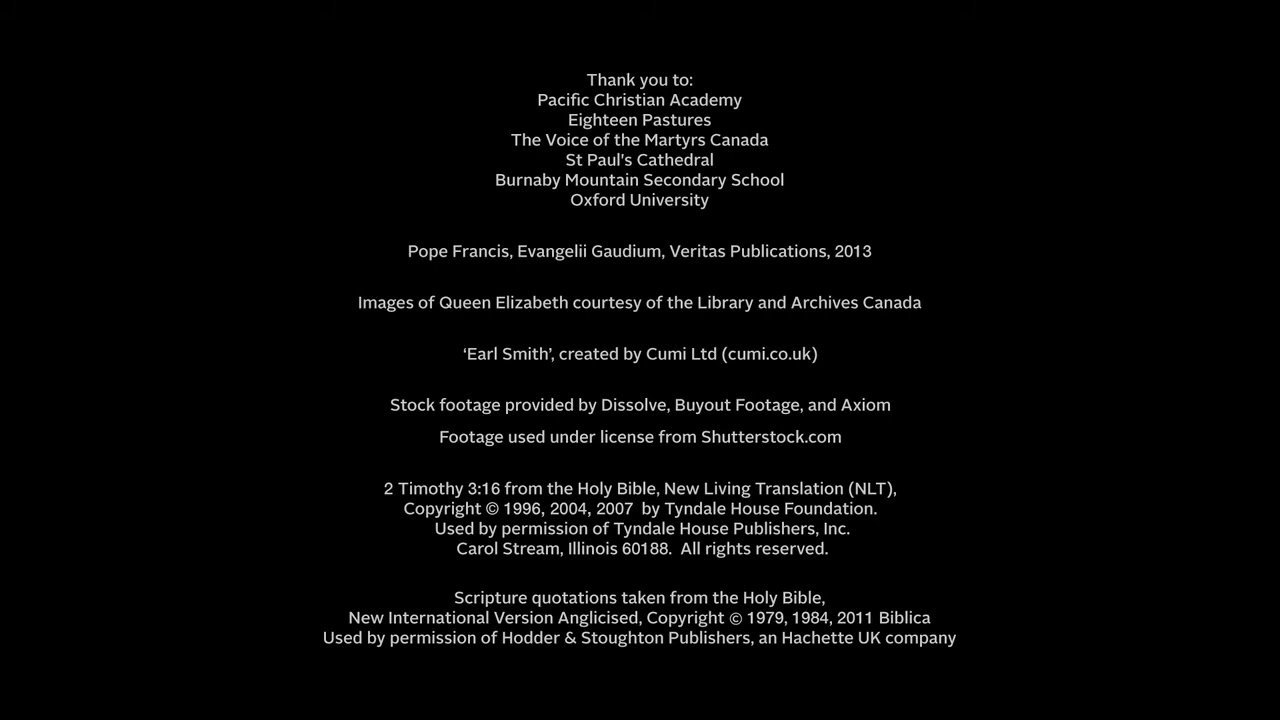 Thank you to:
Pacific Christian Academy
Eighteen Pastures
The Voice of the Martyrs Canada
St Paul's Cathedral
Burnaby Mountain Secondary School
Oxford University
Pope Francis, Evangelii Gaudium, Veritas Publications, 2013
Images of Queen Elizabeth courtesy of the Library and Archives Canada
‘Earl Smith’, created by Cumi Ltd (cumi.co.uk)
Stock footage provided by Dissolve, Buyout Footage, and Axiom
Footage used under license from Shutterstock.com
2 Timothy 3:16 from the Holy Bible, New Living Translation (NLT),
Copyright © 1996, 2004, 2007  by Tyndale House Foundation.
Used by permission of Tyndale House Publishers, Inc.
Carol Stream, Illinois 60188.  All rights reserved.
Scripture quotations taken from the Holy Bible,
New International Version Anglicised, Copyright © 1979, 1984, 2011 Biblica
Used by permission of Hodder & Stoughton Publishers, an Hachette UK company